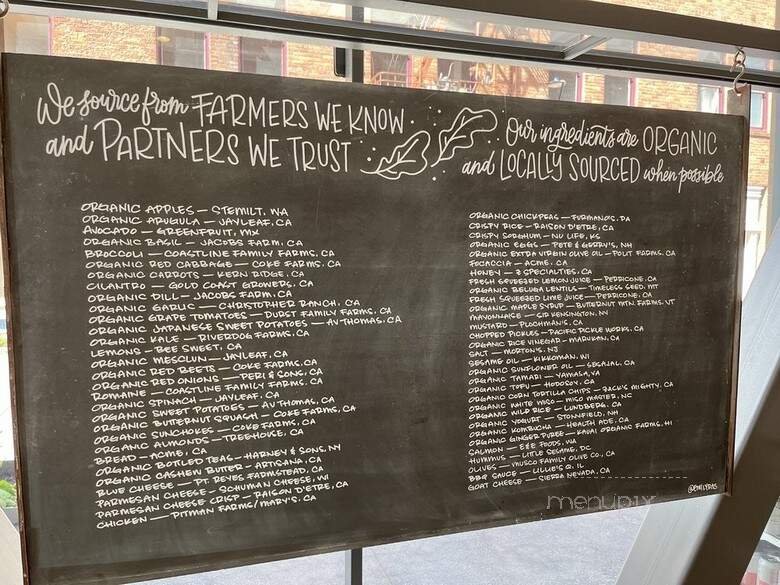 We source from FARMERS WE KNOW
and PARTNERS WE TRUST
Our ingredients are ORGANIC
and LOCALLY SOURCED when possible
ORGANIC APPLES — STEMILT, WA
ORGANIC ARUGULA — JAYLEAF, CA
AVOCADO — GREENFRUIT, MX
ORGANIC BASIL — JACOBS FARM, CA
BROCCOLI — COASTLINE FAMILY FARMS, CA
ORGANIC RED CABBAGE — COKE FARMS, CA
ORGANIC CARROTS — KERN RIDGE, CA
CILANTRO — GOLD COAST GROWERS, CA
ORGANIC DILL — JACOBS FARM, CA
ORGANIC GARLIC — CHRISTOPHER RANCH, CA
ORGANIC GRAPE TOMATOES — DURST FAMILY FARMS, CA
ORGANIC JAPANESE SWEET POTATOES — AV THOMAS, CA
ORGANIC KALE — RIVERDOG FARMS, CA
LEMONS — BEE SWEET, CA
ORGANIC MESCLUN — JAYLEAF, CA
ORGANIC RED BEETS — COKE FARMS, CA
ORGANIC RED ONIONS — PERI & SONS, CA
ROMAINE — COASTLINE FAMILY FARMS, CA
ORGANIC SPINACH — JAYLEAF, CA
ORGANIC SWEET POTATOES — AV THOMAS, CA
ORGANIC BUTTERNUT SQUASH — COKE FARMS, CA
ORGANIC SUNCHOKES — COKE FARMS, CA
ORGANIC ALMONDS — TREEHOUSE, CA
BREAD — ACME, CA
ORGANIC BOTTLED TEAS — HARNEY & SONS, NY
ORGANIC CASHEW BUTTER — ARTISANA, CA
BLUE CHEESE — PT REYES FARMSTEAD, CA
PARMESAN CHEESE — SCHUMAN CHEESE, WI
PARMESAN CHEESE CRISP — RAISON D'ETRE, CA
CHICKEN — PITMAN FARMS/MARY'S, CA
ORGANIC CHICKPEAS — FURMANO'S, PA
CRISPY RICE — RAISON D'ETRE, CA
CRISPY SORGHUM — NU LIFE, KS
ORGANIC EGGS — PETE & GERRY'S, NH
ORGANIC EXTRA VIRGIN OLIVE OIL — POLIT FARMS, CA
FOCACCIA — ACME, CA
HONEY — & SPECIALTIES, CA
FRESH SQUEEZED LEMON JUICE — PERRICONE, CA
ORGANIC BELUGA LENTILS — TIMELESS SEED, MT
FRESH SQUEEZED LIME JUICE — PERRICONE, CA
ORGANIC MAPLE SYRUP — BUTTERNUT MTN. FARMS, VT
MAYONNAISE — SIR KENSINGTON, NY
MUSTARD — PLOCHMAN'S, CA
CHOPPED PICKLES — PACIFIC PICKLE WORKS, CA
ORGANIC RICE VINEGAR — MARUKAN, CA
SALT — MORTON'S, NJ
SESAME OIL — KIKKOMAN, WI
ORGANIC SUNFLOWER OIL — SESAJAL, CA
ORGANIC TAMARI — YAMASA, VA
ORGANIC TOFU — HODOSOY, CA
ORGANIC CORN TORTILLA CHIPS — JACK'S MIGHTY, CA
ORGANIC WHITE MISO — MISO MASTER, NC
ORGANIC WILD RICE — LUNDBERG, CA
ORGANIC YOGURT — STONYFIELD, NH
ORGANIC KOMBUCHA — HEALTH ADE, CA
ORGANIC GINGER PUREE — KAUAI ORGANIC FARMS, HI
SALMON — E&E FOODS, WA
HUMMUS — LITTLE SESAME, DC
OLIVES — MUSCO FAMILY OLIVE CO, CA
BBQ SAUCE — LILLIE'S Q, IL
GOAT CHEESE — SIERRA NEVADA, CA
menupix